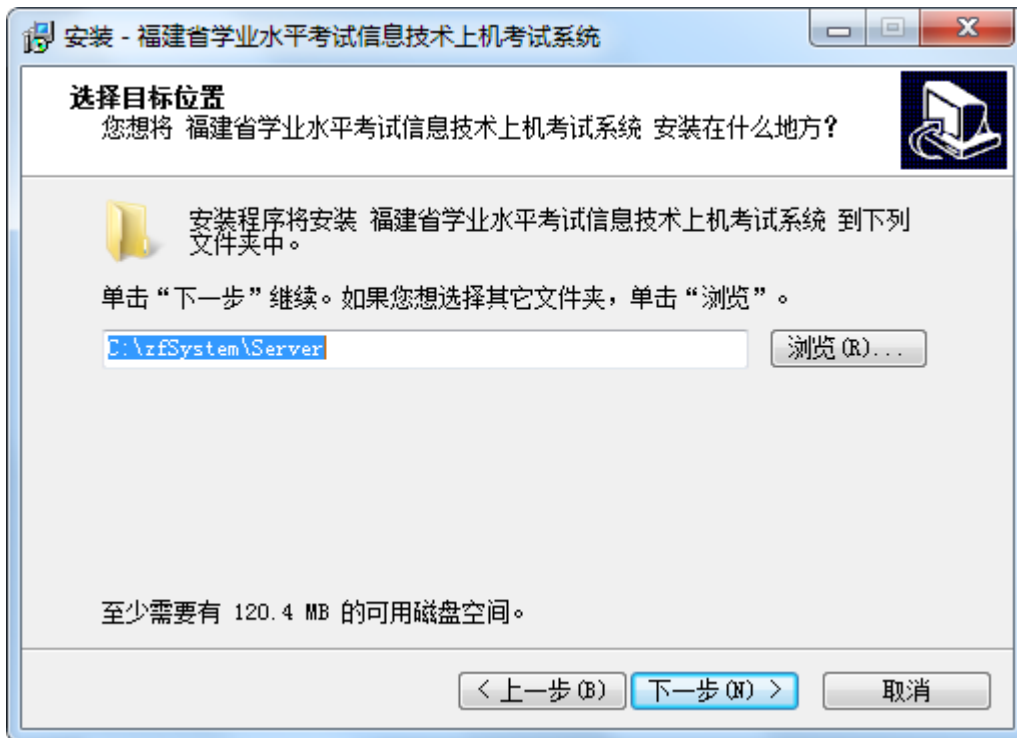 安装 - 福建省学业水平考试信息技术上机考试系统
选择目标位置
您想将 福建省学业水平考试信息技术上机考试系统 安装在什么地方?
安装程序将安装 福建省学业水平考试信息技术上机考试系统 到下列
文件夹中。
单击“下一步”继续。如果您想选择其它文件夹，单击“浏览”。
C:\zfSystem\Server
浏览(R)...
至少需要有 120.4 MB 的可用磁盘空间。
< 上一步(B)
下一步(N) >
取消